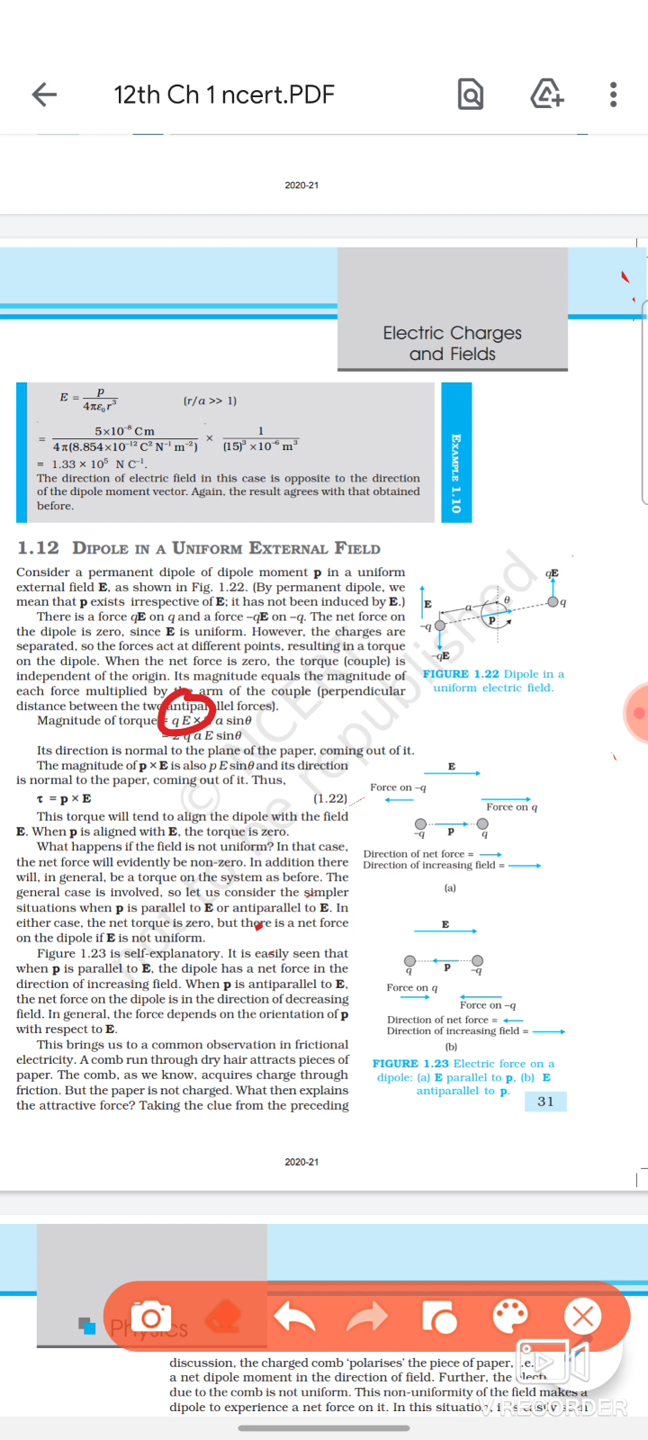 12th Ch 1 ncert.PDF
2020-21
Electric Charges
and Fields
E = p / 4πε₀r³ (r/a >> 1)
= 5×10⁻⁸ C m / 4π(8.854×10⁻¹² C² N⁻¹ m⁻²) × 1 / (15)³ ×10⁻⁶ m³
= 1.33 × 10⁵ N C⁻¹.
The direction of electric field in this case is opposite to the direction
of the dipole moment vector. Again, the result agrees with that obtained
before.
EXAMPLE 1.10
1.12 DIPOLE IN A UNIFORM EXTERNAL FIELD
Consider a permanent dipole of dipole moment p in a uniform
external field E, as shown in Fig. 1.22. (By permanent dipole, we
mean that p exists irrespective of E; it has not been induced by E.)
There is a force qE on q and a force –qE on –q. The net force on
the dipole is zero, since E is uniform. However, the charges are
separated, so the forces act at different points, resulting in a torque
on the dipole. When the net force is zero, the torque (couple) is
independent of the origin. Its magnitude equals the magnitude of
each force multiplied by the arm of the couple (perpendicular
distance between the two antiparallel forces).
Magnitude of torque = q E × a sinθ
= 2 q a E sinθ
Its direction is normal to the plane of the paper, coming out of it.
The magnitude of p × E is also p E sinθ and its direction
is normal to the paper, coming out of it. Thus,
τ = p × E (1.22)
This torque will tend to align the dipole with the field
E. When p is aligned with E, the torque is zero.
What happens if the field is not uniform? In that case,
the net force will evidently be non-zero. In addition there
will, in general, be a torque on the system as before. The
general case is involved, so let us consider the simpler
situations when p is parallel to E or antiparallel to E. In
either case, the net torque is zero, but there is a net force
on the dipole if E is not uniform.
Figure 1.23 is self-explanatory. It is easily seen that
when p is parallel to E, the dipole has a net force in the
direction of increasing field. When p is antiparallel to E,
the net force on the dipole is in the direction of decreasing
field. In general, the force depends on the orientation of p
with respect to E.
This brings us to a common observation in frictional
electricity. A comb run through dry hair attracts pieces of
paper. The comb, as we know, acquires charge through
friction. But the paper is not charged. What then explains
the attractive force? Taking the clue from the preceding
qE
E
a
θ
q
–q
p
–qE
FIGURE 1.22 Dipole in a
uniform electric field.
E
Force on –q
Force on q
–q
p
q
Direction of net force =
Direction of increasing field =
(a)
E
q
p
–q
Force on q
Force on –q
Direction of net force =
Direction of increasing field =
(b)
FIGURE 1.23 Electric force on a
dipole: (a) E parallel to p, (b) E
antiparallel to p.
31
© NCERT
not to be republished
2020-21
Physics
discussion, the charged comb 'polarises' the piece of paper,
a net dipole moment in the direction of field. Further, the
due to the comb is not uniform. This non-uniformity of the field makes a
dipole to experience a net force on it. In this situation,
V RECORDER